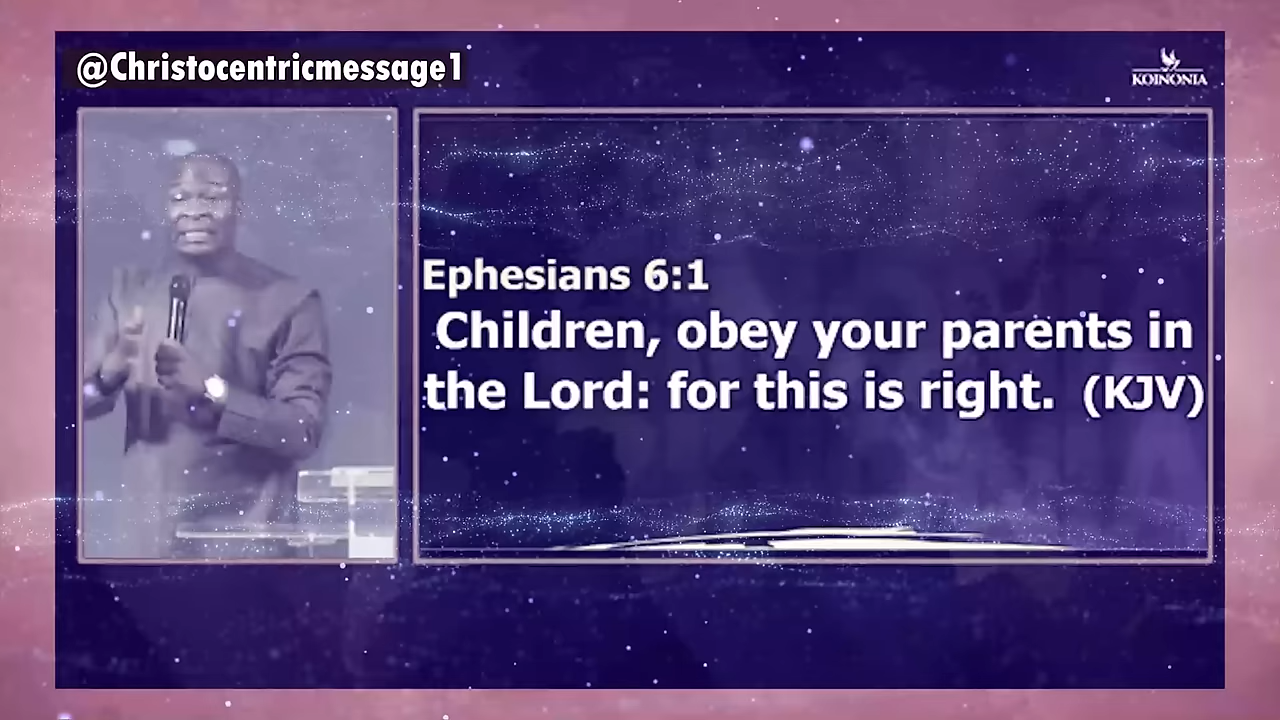 @Christocentricmessage1
KOINONIA
Ephesians 6:1
Children, obey your parents in
the Lord: for this is right. (KJV)